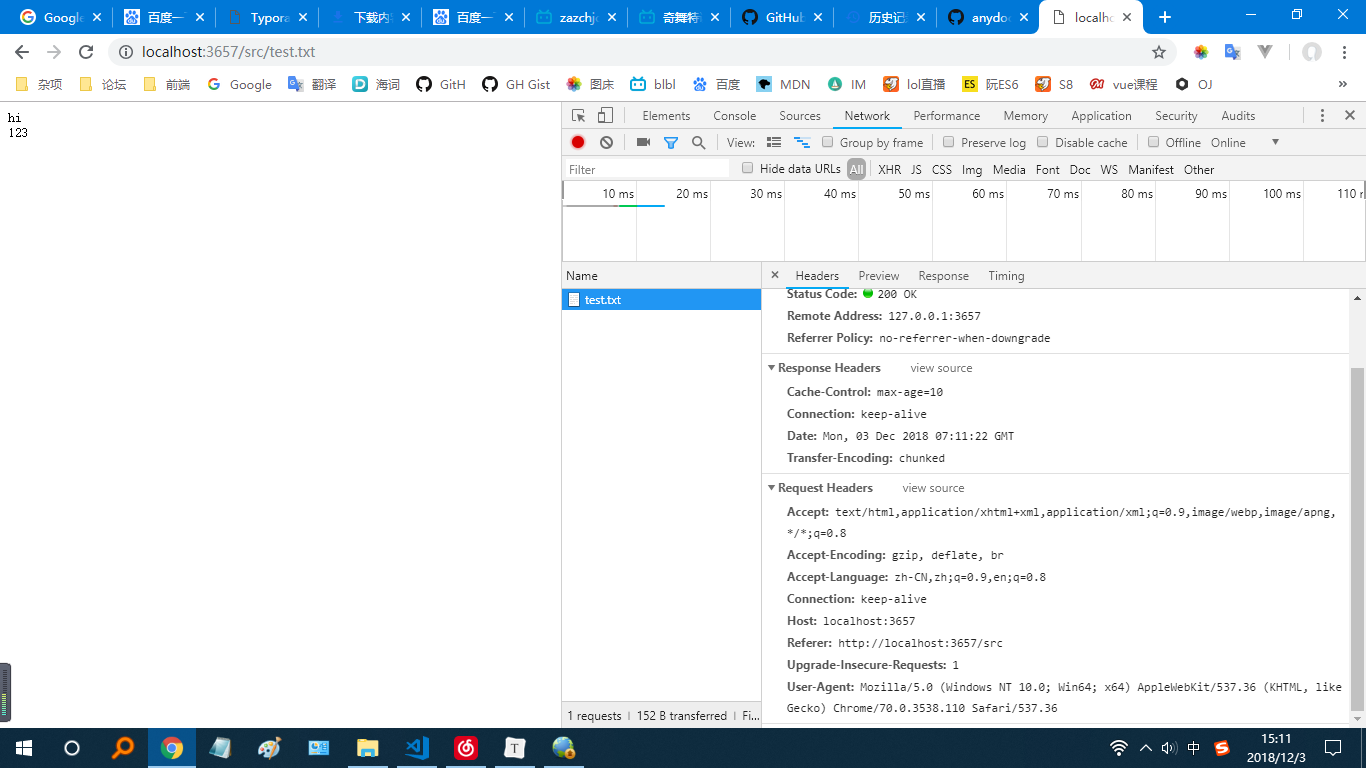 Google
百度一
Typora
下载内
百度一
zazchjo
奇舞特
GitHub
历史记
anydoo
localho
localhost:3657/src/test.txt
杂项 论坛 前端 Google 翻译 海词 GitH GH Gist 图床 blbl 百度 MDN IM lol直播 阮ES6 S8 vue课程 OJ »
hi
123
Elements Console Sources Network Performance Memory Application Security Audits
View: Group by frame Preserve log Disable cache Offline Online
Filter Hide data URLs All XHR JS CSS Img Media Font Doc WS Manifest Other
10 ms 20 ms 30 ms 40 ms 50 ms 60 ms 70 ms 80 ms 90 ms 100 ms 110
Name
test.txt
Headers Preview Response Timing
Status Code: 200 OK
Remote Address: 127.0.0.1:3657
Referrer Policy: no-referrer-when-downgrade
Response Headers view source
Cache-Control: max-age=10
Connection: keep-alive
Date: Mon, 03 Dec 2018 07:11:22 GMT
Transfer-Encoding: chunked
Request Headers view source
Accept: text/html,application/xhtml+xml,application/xml;q=0.9,image/webp,image/apng,
*/*;q=0.8
Accept-Encoding: gzip, deflate, br
Accept-Language: zh-CN,zh;q=0.9,en;q=0.8
Connection: keep-alive
Host: localhost:3657
Referer: http://localhost:3657/src
Upgrade-Insecure-Requests: 1
User-Agent: Mozilla/5.0 (Windows NT 10.0; Win64; x64) AppleWebKit/537.36 (KHTML, like
Gecko) Chrome/70.0.3538.110 Safari/537.36
1 requests | 152 B transferred | Fi...
中
15:11
2018/12/3